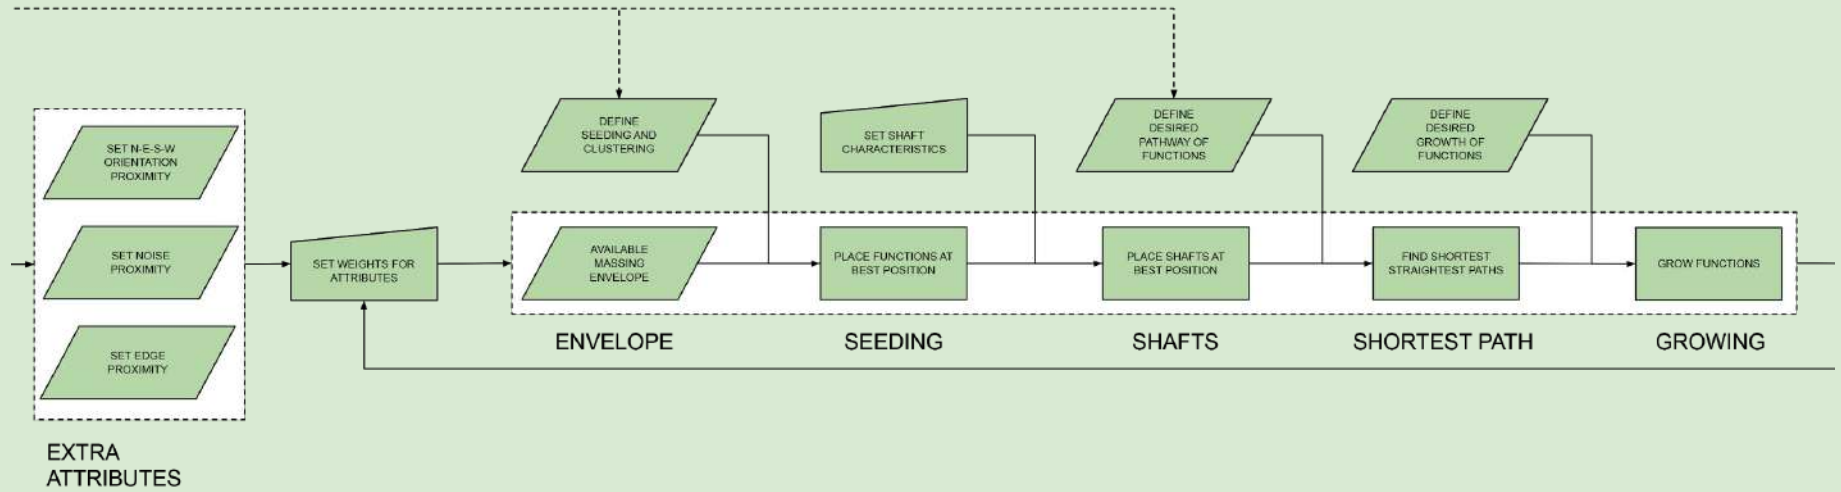 DEFINE
SEEDING AND
CLUSTERING
SET SHAFT
CHARACTERISTICS
DEFINE
DESIRED
PATHWAY OF
FUNCTIONS
DEFINE
DESIRED
GROWTH OF
FUNCTIONS
SET N-E-S-W
ORIENTATION
PROXIMITY
SET NOISE
PROXIMITY
SET EDGE
PROXIMITY
EXTRA
ATTRIBUTES
SET WEIGHTS FOR
ATTRIBUTES
AVAILABLE
MASSING
ENVELOPE
PLACE FUNCTIONS AT
BEST POSITION
PLACE SHAFTS AT
BEST POSITION
FIND SHORTEST
STRAIGHTEST PATHS
GROW FUNCTIONS
ENVELOPE
SEEDING
SHAFTS
SHORTEST PATH
GROWING